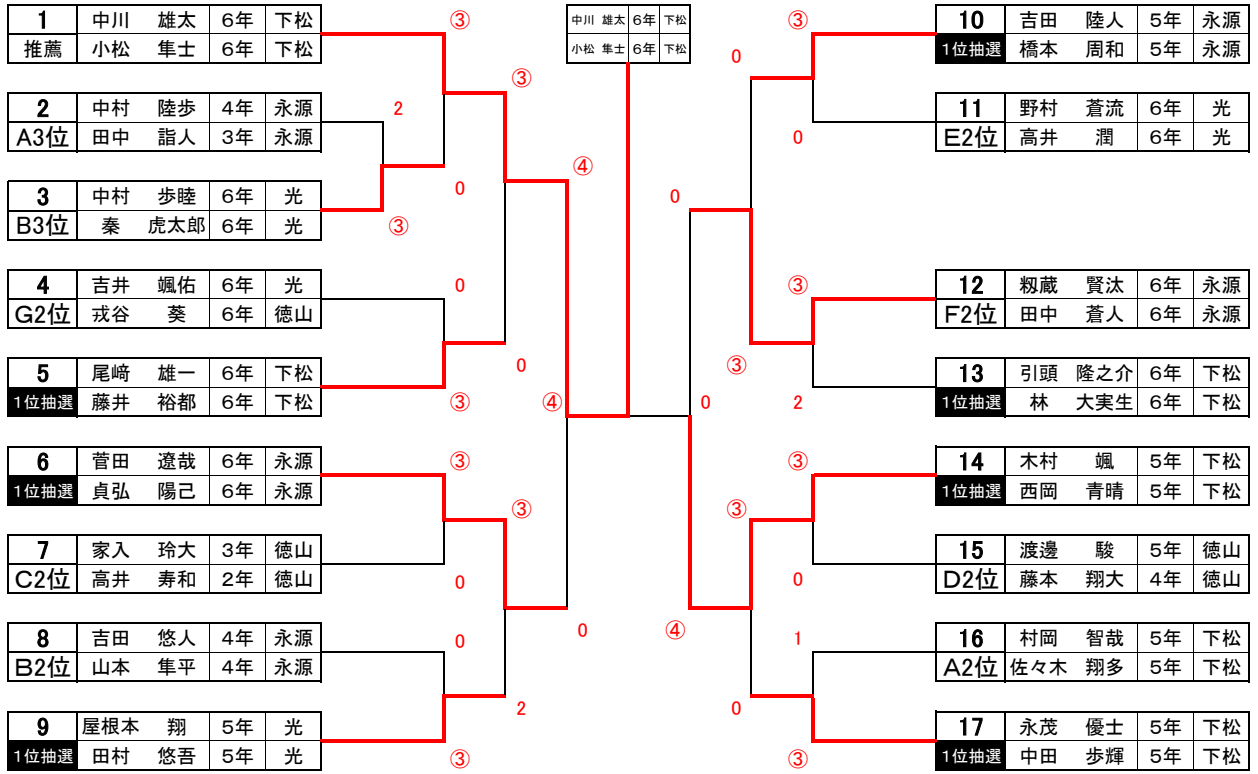 1 中川 雄太 6年 下松
推薦 小松 隼士 6年 下松
2 中村 陸歩 4年 永源
A3位 田中 詣人 3年 永源
3 中村 歩睦 6年 光
B3位 秦 虎太郎 6年 光
4 吉井 颯佑 6年 光
G2位 戎谷 葵 6年 徳山
5 尾﨑 雄一 6年 下松
1位抽選 藤井 裕都 6年 下松
6 菅田 遼哉 6年 永源
1位抽選 貞弘 陽己 6年 永源
7 家入 玲大 3年 徳山
C2位 高井 寿和 2年 徳山
8 吉田 悠人 4年 永源
B2位 山本 隼平 4年 永源
9 屋根本 翔 5年 光
1位抽選 田村 悠吾 5年 光
③
2
③
0
③
0
③
0
③
0
0
③
④
0
③
2
④
0
中川 雄太 6年 下松
小松 隼士 6年 下松
0
0
0
③
③
2
0
③
③
0
④
1
0
③
10 吉田 陸人 5年 永源
1位抽選 橋本 周和 5年 永源
11 野村 蒼流 6年 光
E2位 高井 潤 6年 光
12 籾蔵 賢汰 6年 永源
F2位 田中 蒼人 6年 永源
13 引頭 隆之介 6年 下松
1位抽選 林 大実生 6年 下松
14 木村 颯 5年 下松
1位抽選 西岡 青晴 5年 下松
15 渡邊 駿 5年 徳山
D2位 藤本 翔大 4年 徳山
16 村岡 智哉 5年 下松
A2位 佐々木 翔多 5年 下松
17 永茂 優士 5年 下松
1位抽選 中田 歩輝 5年 下松